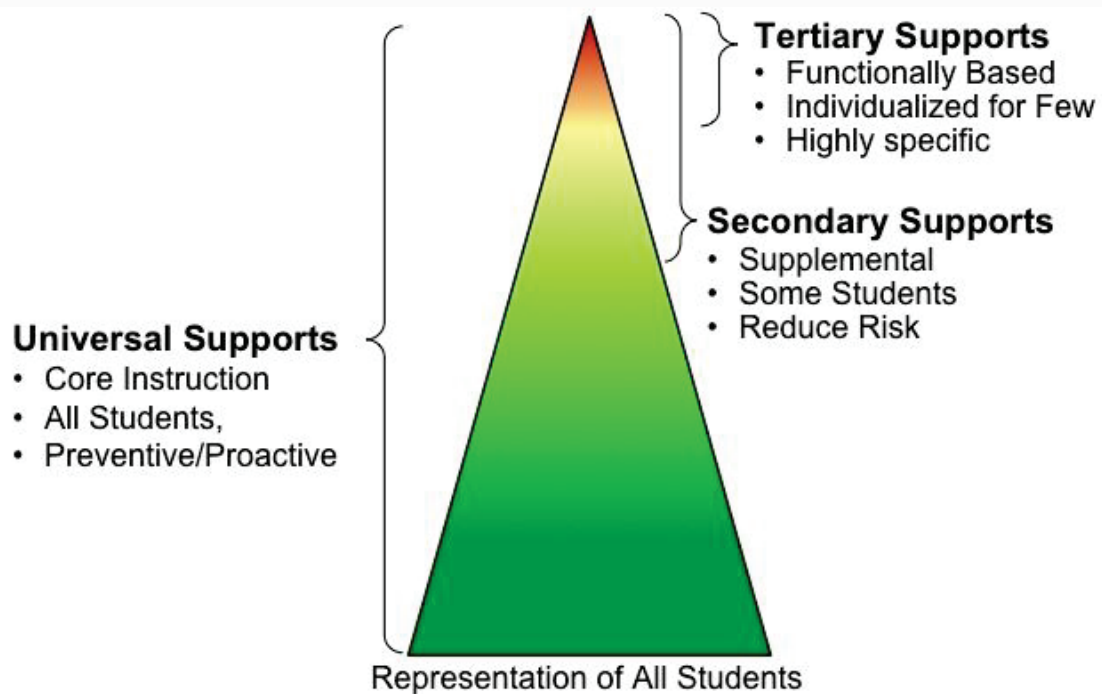 Tertiary Supports
• Functionally Based
• Individualized for Few
• Highly specific
Secondary Supports
• Supplemental
• Some Students
• Reduce Risk
Universal Supports
• Core Instruction
• All Students,
• Preventive/Proactive
Representation of All Students